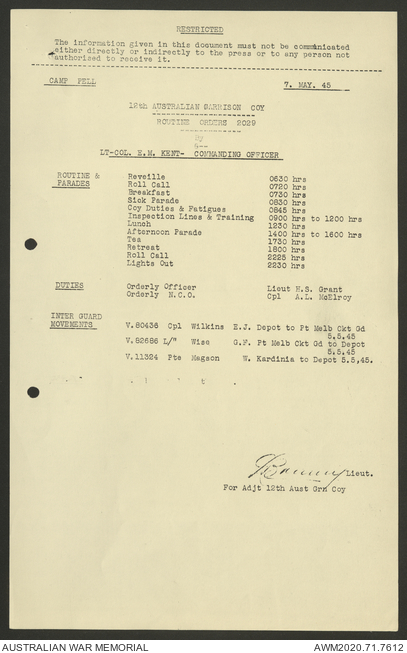 RESTRICTED
The information given in this document must not be communicated
either directly or indirectly to the press or to any person not
authorised to receive it.
CAMP PELL 7. MAY. 45
12th AUSTRALIAN GARRISON COY
ROUTINE ORDERS 2029
By
LT-COL. E.M. KENT- COMMANDING OFFICER
ROUTINE & Reveille 0630 hrs
PARADES Roll Call 0720 hrs
Breakfast 0730 hrs
Sick Parade 0830 hrs
Coy Duties & Fatigues 0845 hrs
Inspection Lines & Training 0900 hrs to 1200 hrs
Lunch 1230 hrs
Afternoon Parade 1400 hrs to 1600 hrs
Tea 1730 hrs
Retreat 1800 hrs
Roll Call 2225 hrs
Lights Out 2230 hrs
DUTIES Orderly Officer Lieut H.S. Grant
Orderly N.C.O. Cpl A.L. McElroy
INTER GUARD
MOVEMENTS V.80436 Cpl Wilkins E.J. Depot to Pt Melb Ckt Gd
5.5.45
V.82686 L/" Wise G.F. Pt Melb Ckt Gd to Depot
5.5.45
V.11324 Pte Magson W. Kardinia to Depot 5.5.45.
Lieut.
For Adjt 12th Aust Grn Coy
AUSTRALIAN WAR MEMORIAL AWM2020.71.7612